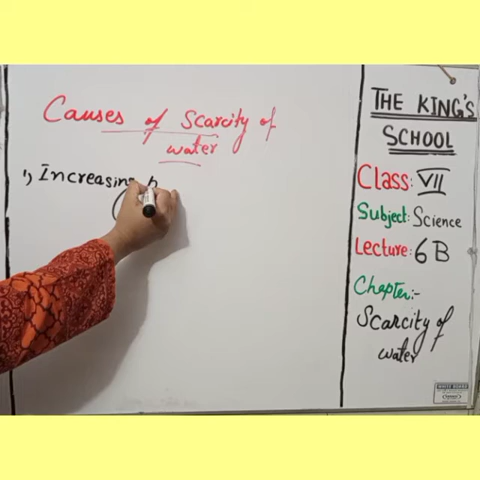 Causes of Scarcity of
water
1) Increasing
THE KING'S
SCHOOL
Class: VII
Subject: Science
Lecture: 6B
Chapter:-
Scarcity of
water